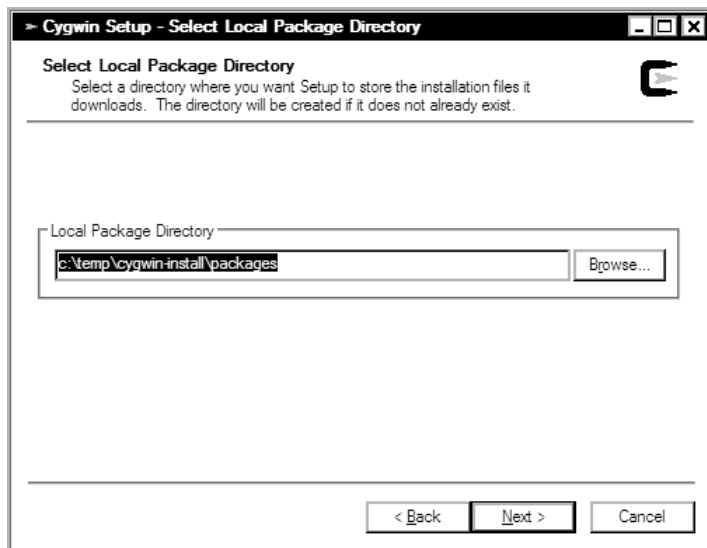 Cygwin Setup - Select Local Package Directory
Select Local Package Directory
Select a directory where you want Setup to store the installation files it
downloads. The directory will be created if it does not already exist.
Local Package Directory
c:\temp\cygwin-install\packages
Browse...
< Back
Next >
Cancel